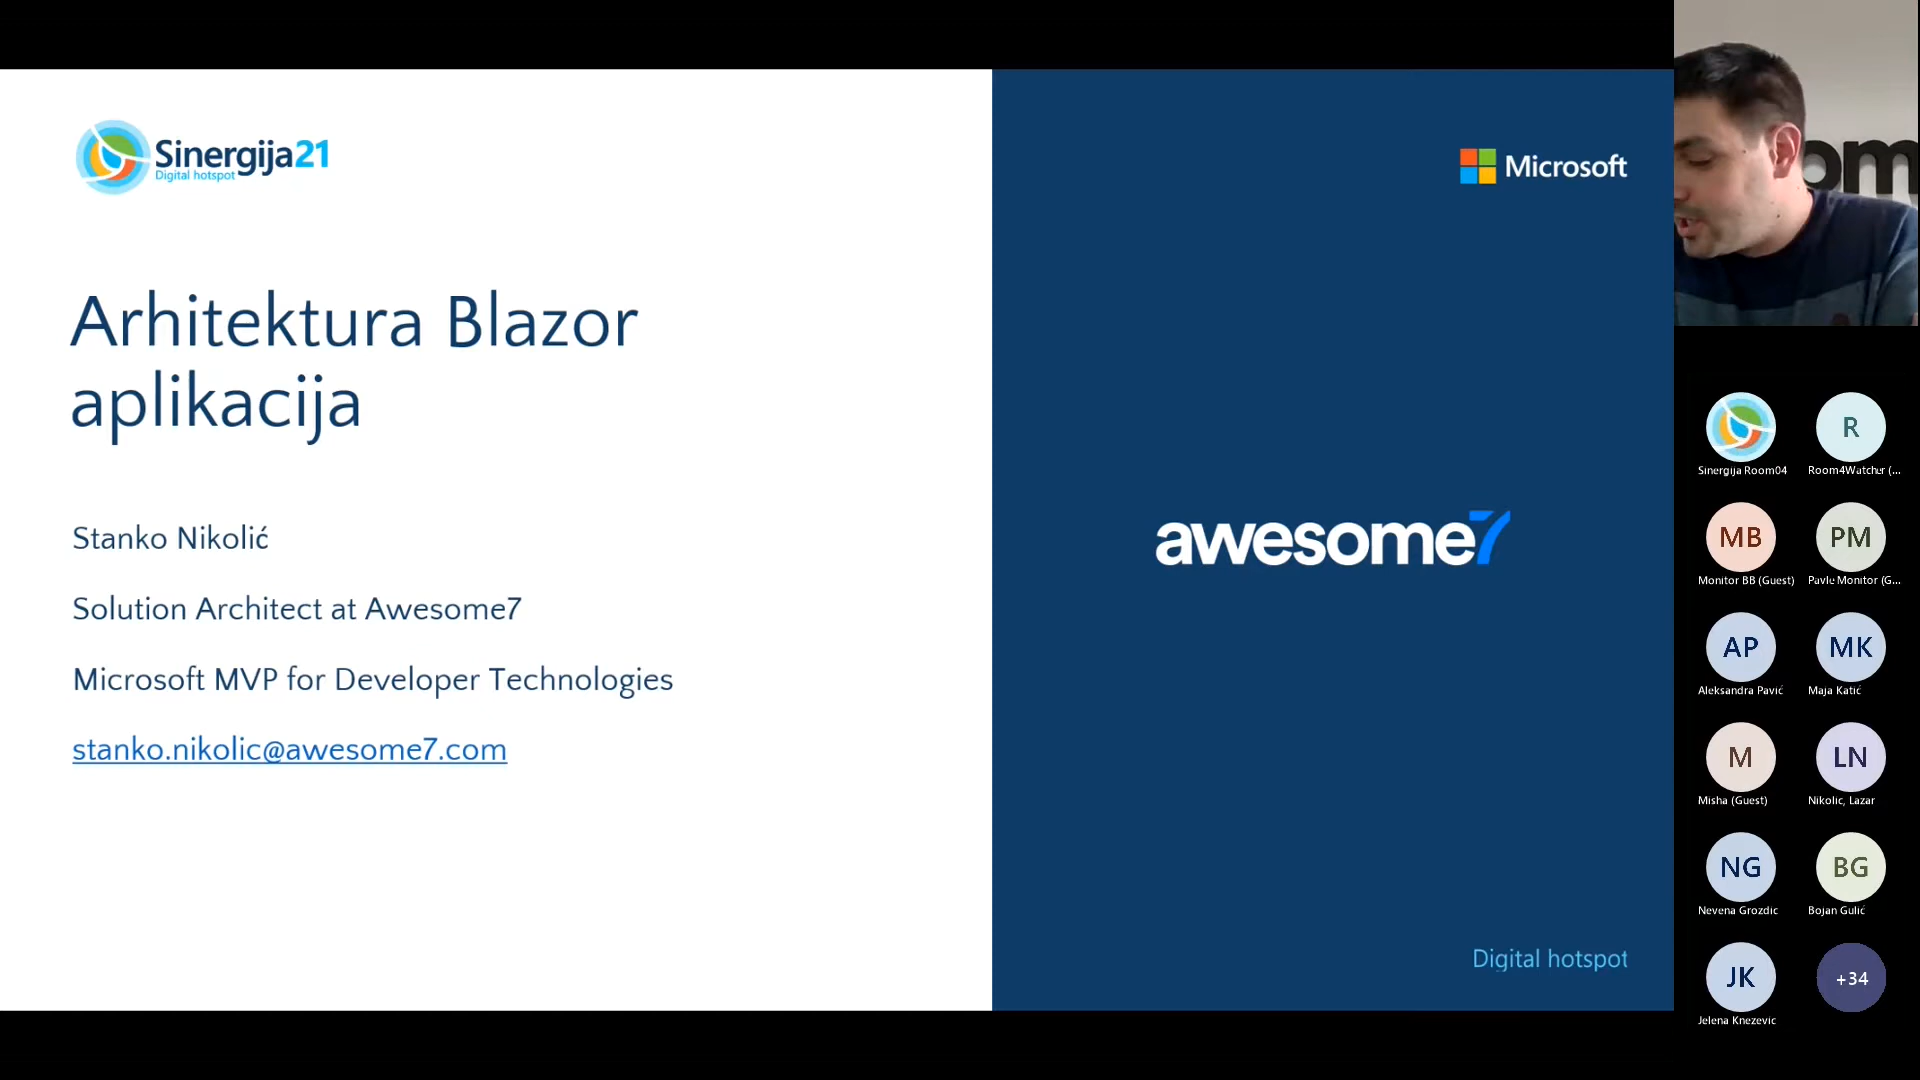 Sinergija21
Digital hotspot
Microsoft
Arhitektura Blazor
aplikacija
Stanko Nikolić
Solution Architect at Awesome7
Microsoft MVP for Developer Technologies
stanko.nikolic@awesome7.com
awesome7
Digital hotspot
om
Sinergija Room04
R
Room4Watcher (...
MB
Monitor BB (Guest)
PM
Pavle Monitor (G...
AP
Aleksandra Pavić
MK
Maja Katić
M
Misha (Guest)
LN
Nikolic, Lazar
NG
Nevena Grozdic
BG
Bojan Gulić
JK
Jelena Knezevic
+34